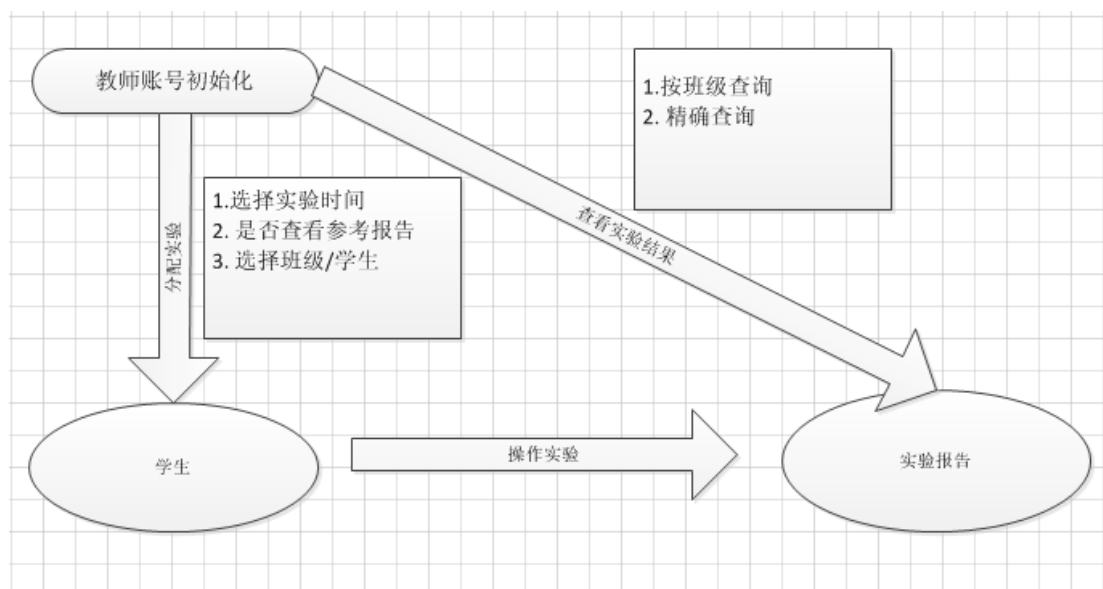 教师账号初始化
1.按班级查询
2. 精确查询
1.选择实验时间
2. 是否查看参考报告
3. 选择班级/学生
分配实验
查看实验结果
学生
操作实验
实验报告